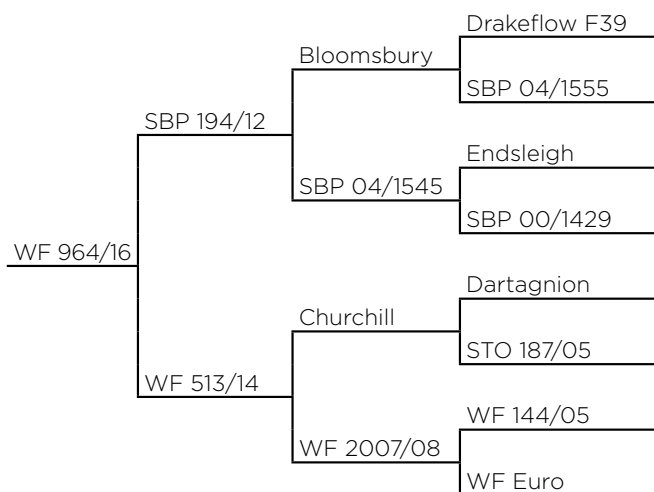 Drakeflow F39
Bloomsbury
SBP 04/1555
SBP 194/12
Endsleigh
SBP 04/1545
SBP 00/1429
WF 964/16
Dartagnion
Churchill
STO 187/05
WF 513/14
WF 144/05
WF 2007/08
WF Euro